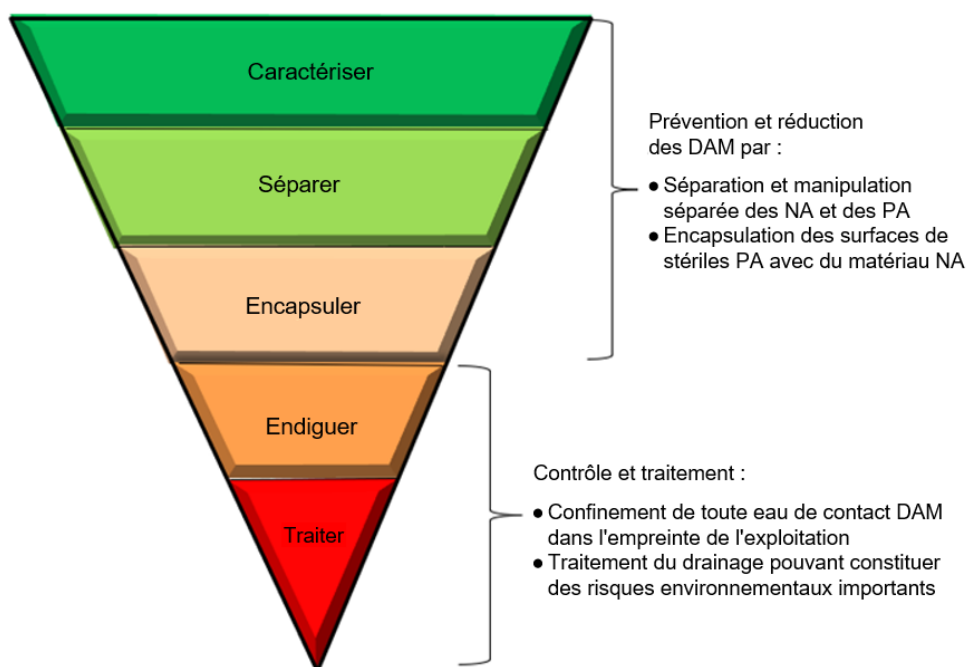 Caractériser
Séparer
Encapsuler
Endiguer
Traiter
Prévention et réduction
des DAM par :
● Séparation et manipulation
séparée des NA et des PA
● Encapsulation des surfaces de
stériles PA avec du matériau NA
Contrôle et traitement :
● Confinement de toute eau de contact DAM
dans l'empreinte de l'exploitation
● Traitement du drainage pouvant constituer
des risques environnementaux importants